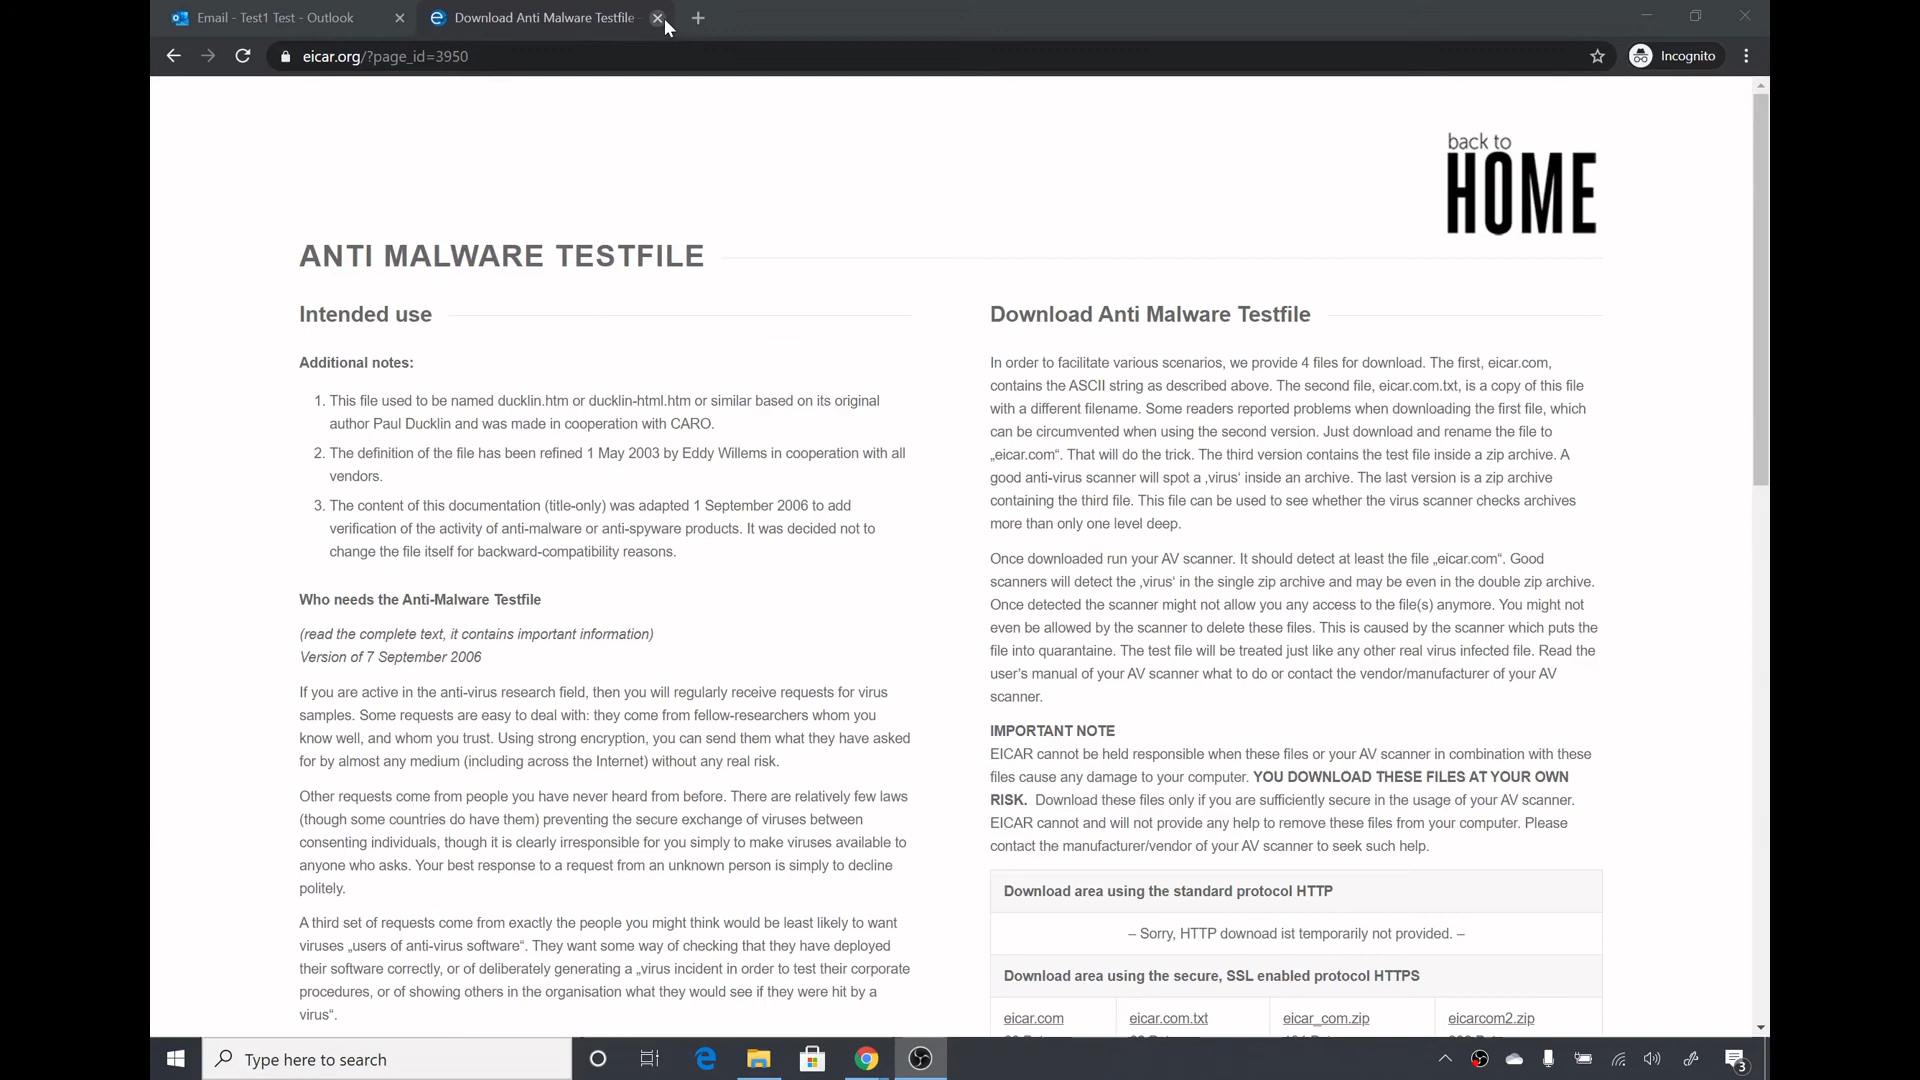 Email - Test1 Test - Outlook
Download Anti Malware Testfile
eicar.org/?page_id=3950
Incognito
back to
HOME
ANTI MALWARE TESTFILE
Intended use
Additional notes:
1. This file used to be named ducklin.htm or ducklin-html.htm or similar based on its original
author Paul Ducklin and was made in cooperation with CARO.
2. The definition of the file has been refined 1 May 2003 by Eddy Willems in cooperation with all
vendors.
3. The content of this documentation (title-only) was adapted 1 September 2006 to add
verification of the activity of anti-malware or anti-spyware products. It was decided not to
change the file itself for backward-compatibility reasons.
Who needs the Anti-Malware Testfile
(read the complete text, it contains important information)
Version of 7 September 2006
If you are active in the anti-virus research field, then you will regularly receive requests for virus
samples. Some requests are easy to deal with: they come from fellow-researchers whom you
know well, and whom you trust. Using strong encryption, you can send them what they have asked
for by almost any medium (including across the Internet) without any real risk.
Other requests come from people you have never heard from before. There are relatively few laws
(though some countries do have them) preventing the secure exchange of viruses between
consenting individuals, though it is clearly irresponsible for you simply to make viruses available to
anyone who asks. Your best response to a request from an unknown person is simply to decline
politely.
A third set of requests come from exactly the people you might think would be least likely to want
viruses „users of anti-virus software“. They want some way of checking that they have deployed
their software correctly, or of deliberately generating a „virus incident in order to test their corporate
procedures, or of showing others in the organisation what they would see if they were hit by a
virus“.
Download Anti Malware Testfile
In order to facilitate various scenarios, we provide 4 files for download. The first, eicar.com,
contains the ASCII string as described above. The second file, eicar.com.txt, is a copy of this file
with a different filename. Some readers reported problems when downloading the first file, which
can be circumvented when using the second version. Just download and rename the file to
„eicar.com“. That will do the trick. The third version contains the test file inside a zip archive. A
good anti-virus scanner will spot a ‚virus‘ inside an archive. The last version is a zip archive
containing the third file. This file can be used to see whether the virus scanner checks archives
more than only one level deep.
Once downloaded run your AV scanner. It should detect at least the file „eicar.com“. Good
scanners will detect the ‚virus‘ in the single zip archive and may be even in the double zip archive.
Once detected the scanner might not allow you any access to the file(s) anymore. You might not
even be allowed by the scanner to delete these files. This is caused by the scanner which puts the
file into quarantaine. The test file will be treated just like any other real virus infected file. Read the
user’s manual of your AV scanner what to do or contact the vendor/manufacturer of your AV
scanner.
IMPORTANT NOTE
EICAR cannot be held responsible when these files or your AV scanner in combination with these
files cause any damage to your computer. YOU DOWNLOAD THESE FILES AT YOUR OWN
RISK. Download these files only if you are sufficiently secure in the usage of your AV scanner.
EICAR cannot and will not provide any help to remove these files from your computer. Please
contact the manufacturer/vendor of your AV scanner to seek such help.
Download area using the standard protocol HTTP
– Sorry, HTTP downoad ist temporarily not provided. –
Download area using the secure, SSL enabled protocol HTTPS
eicar.com eicar.com.txt eicar_com.zip eicarcom2.zip
Type here to search
3